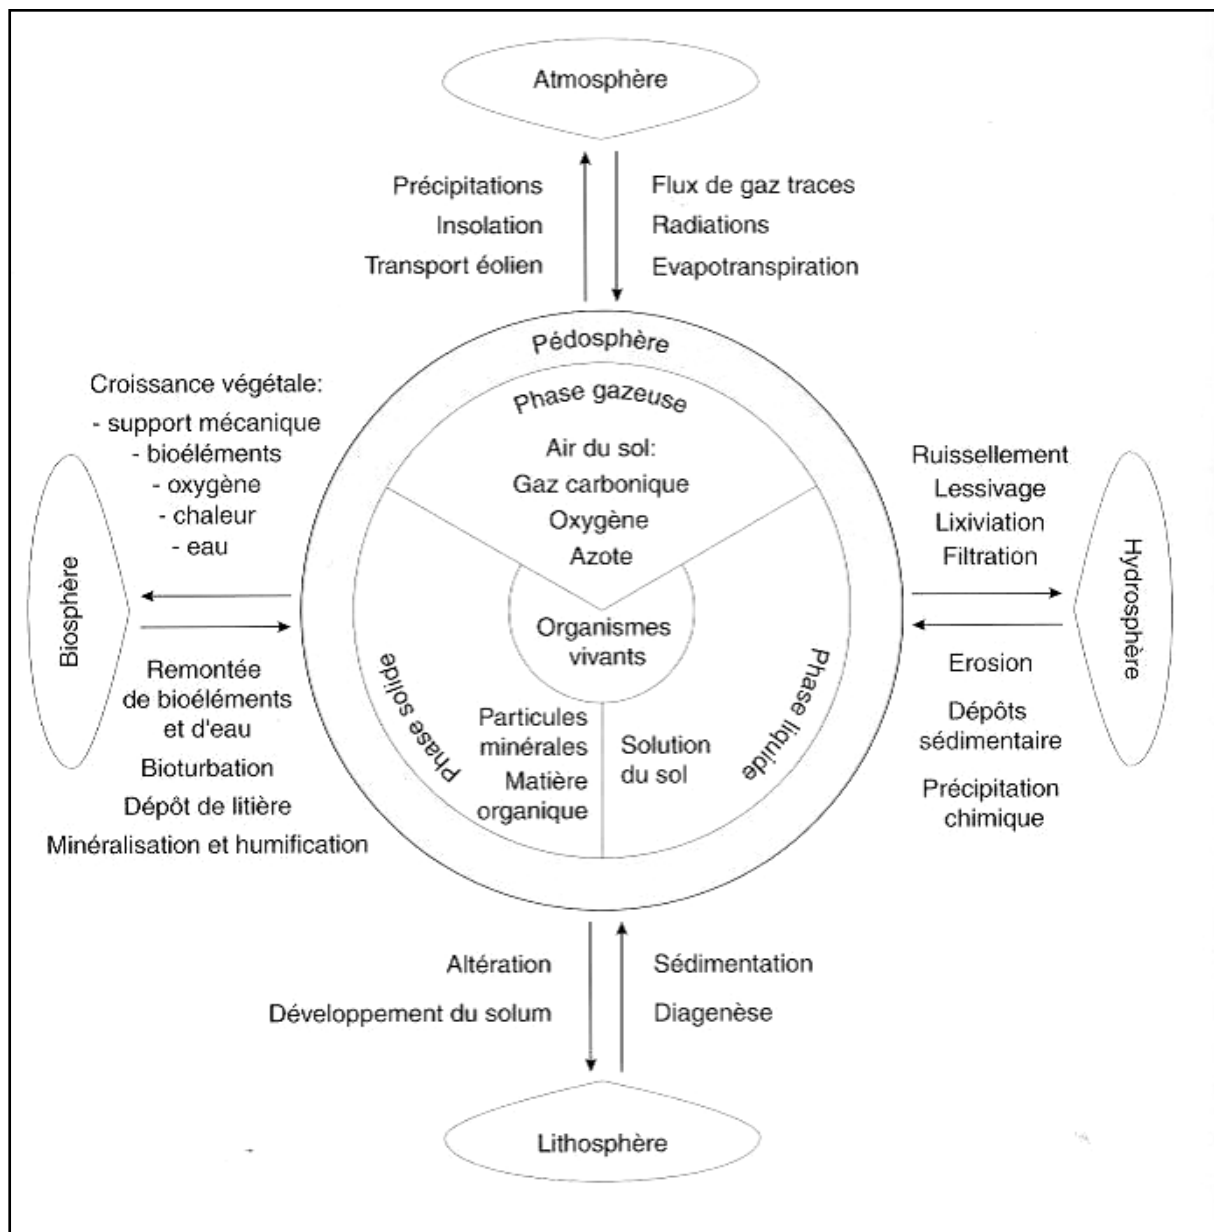 Atmosphère
Précipitations
Insolation
Transport éolien
Flux de gaz traces
Radiations
Evapotranspiration
Pédosphère
Phase gazeuse
Air du sol:
Gaz carbonique
Oxygène
Azote
Organismes
vivants
Phase solide
Particules
minérales
Matière
organique
Solution
du sol
Phase liquide
Croissance végétale:
- support mécanique
- bioéléments
- oxygène
- chaleur
- eau
Biosphère
Remontée
de bioéléments
et d'eau
Bioturbation
Dépôt de litière
Minéralisation et humification
Ruissellement
Lessivage
Lixiviation
Filtration
Hydrosphère
Erosion
Dépôts
sédimentaire
Précipitation
chimique
Altération
Développement du solum
Sédimentation
Diagenèse
Lithosphère